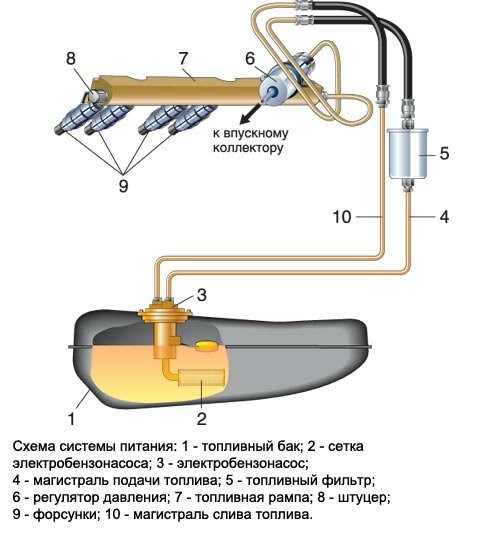 8
7
6
к впускному
коллектору
5
9
10
4
3
1
2
Схема системы питания: 1 - топливный бак; 2 - сетка
электробензонасоса; 3 - электробензонасос;
4 - магистраль подачи топлива; 5 - топливный фильтр;
6 - регулятор давления; 7 - топливная рампа; 8 - штуцер;
9 - форсунки; 10 - магистраль слива топлива.